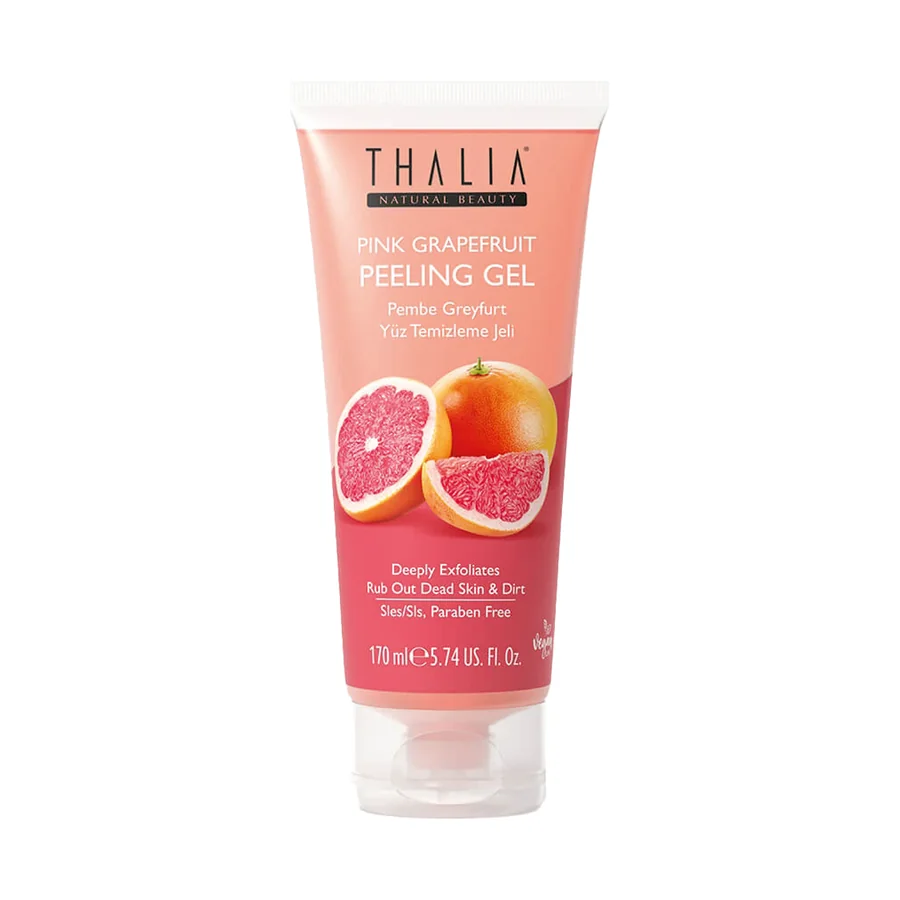 THALIA®
NATURAL BEAUTY
PINK GRAPEFRUIT
PEELING GEL
Pembe Greyfurt
Yüz Temizleme Jeli
Deeply Exfoliates
Rub Out Dead Skin & Dirt
Sles/Sls, Paraben Free
Vegan
170 ml℮5.74 US. Fl. Oz.